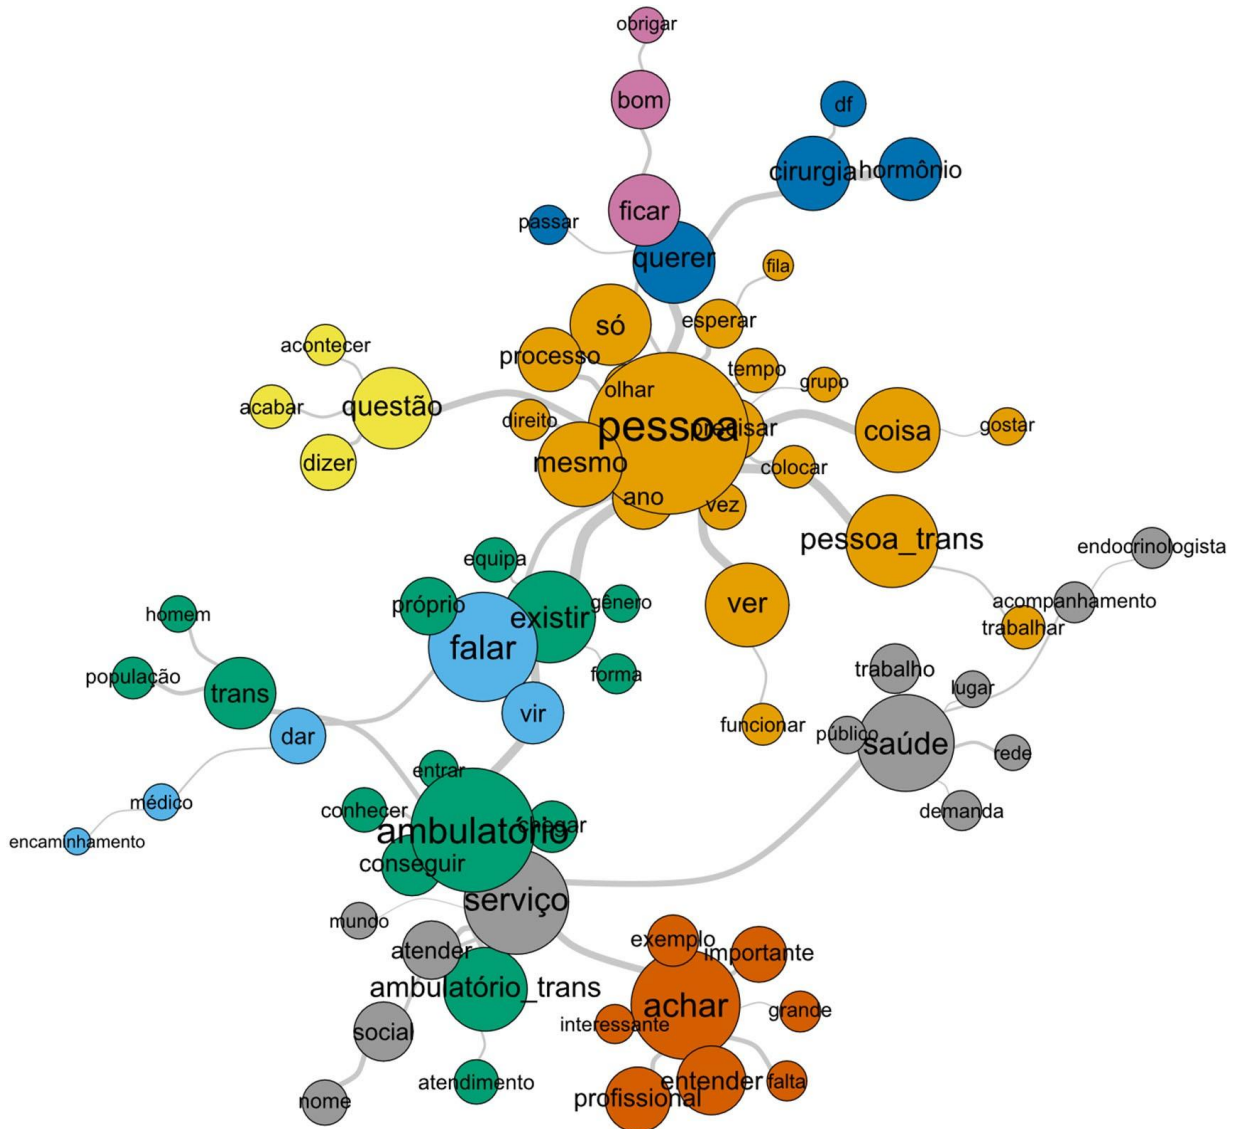 obrigar
bom
df
cirurgia
hormônio
ficar
passar
querer
fila
só
esperar
acontecer
processo
tempo
olhar
grupo
acabar
questão
direito
pessoa
precisar
coisa
gostar
dizer
mesmo
colocar
ano
vez
pessoa_trans
endocrinologista
equipa
próprio
existir
gênero
ver
acompanhamento
homem
trabalhar
falar
população
trans
forma
trabalho
lugar
vir
dar
funcionar
público
saúde
rede
entrar
médico
conhecer
ambulatório
chegar
demanda
encaminhamento
conseguir
serviço
mundo
atender
exemplo
importante
ambulatório_trans
achar
grande
social
interessante
atendimento
entender
falta
profissional
nome